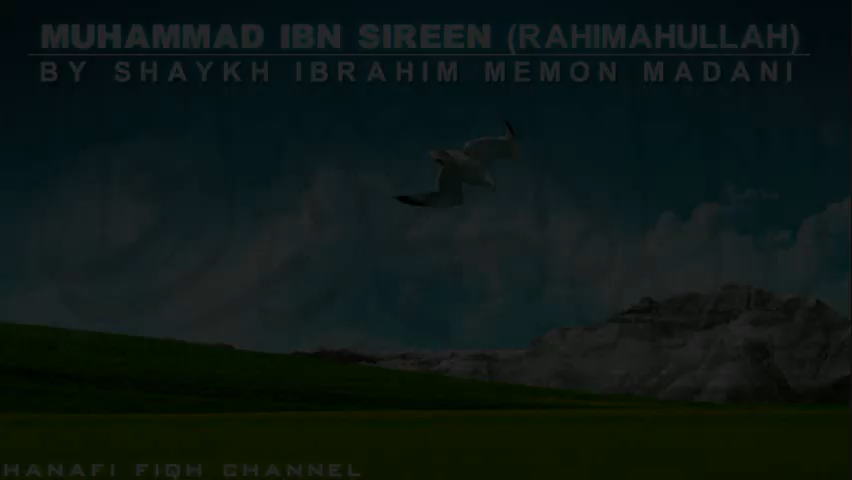 MUHAMMAD IBN SIREEN (RAHIMAHULLAH)
BY SHAYKH IBRAHIM MEMON MADANI
HANAFI FIQH CHANNEL